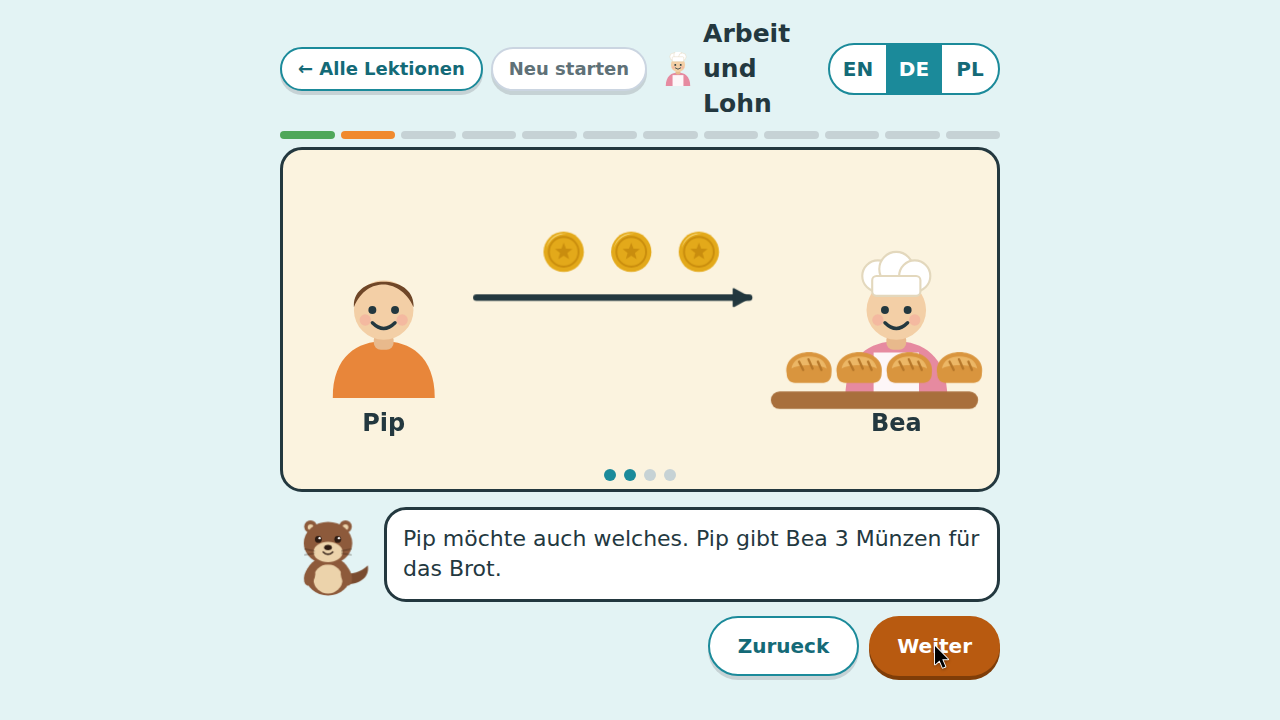 ← Alle Lektionen
Neu starten
Arbeit
und
Lohn
EN DE PL
Pip
Bea
Pip möchte auch welches. Pip gibt Bea 3 Münzen für
das Brot.
Zurueck
Weiter